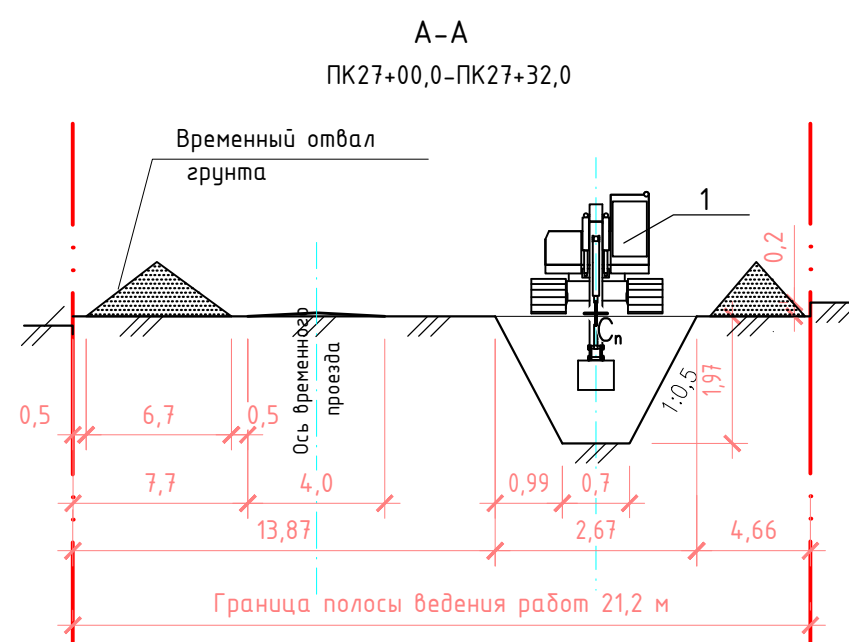 А-А
ПК27+00,0-ПК27+32,0
Временный отвал
грунта
1
0,2
Ось временного
проезда
Сп
1:0,5
1,97
0,5
6,7
0,5
7,7
4,0
0,99
0,7
13,87
2,67
4,66
Граница полосы ведения работ 21,2 м